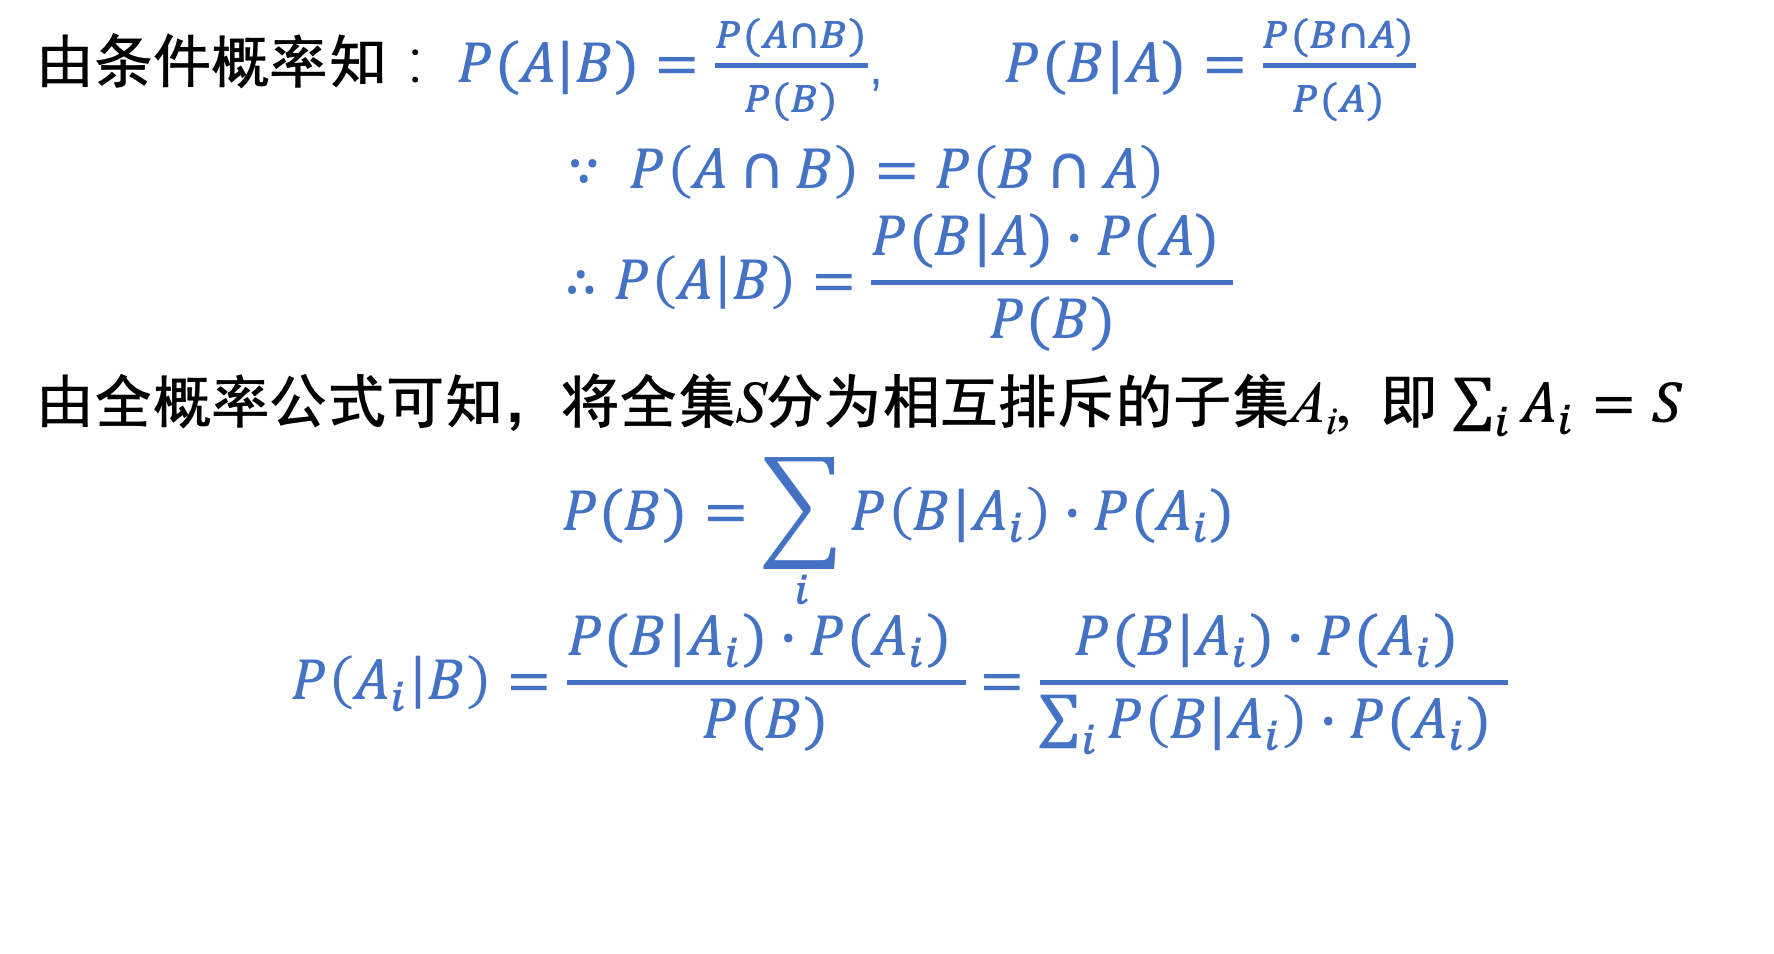 由条件概率知：P(A|B) = P(A∩B)/P(B), P(B|A) = P(B∩A)/P(A)
∵ P(A ∩ B) = P(B ∩ A)
∴ P(A|B) = P(B|A) · P(A) / P(B)
由全概率公式可知，将全集S分为相互排斥的子集Aᵢ, 即 ∑ᵢ Aᵢ = S
P(B) = ∑ᵢ P(B|Aᵢ) · P(Aᵢ)
P(Aᵢ|B) = P(B|Aᵢ) · P(Aᵢ) / P(B) = P(B|Aᵢ) · P(Aᵢ) / ∑ᵢ P(B|Aᵢ) · P(Aᵢ)